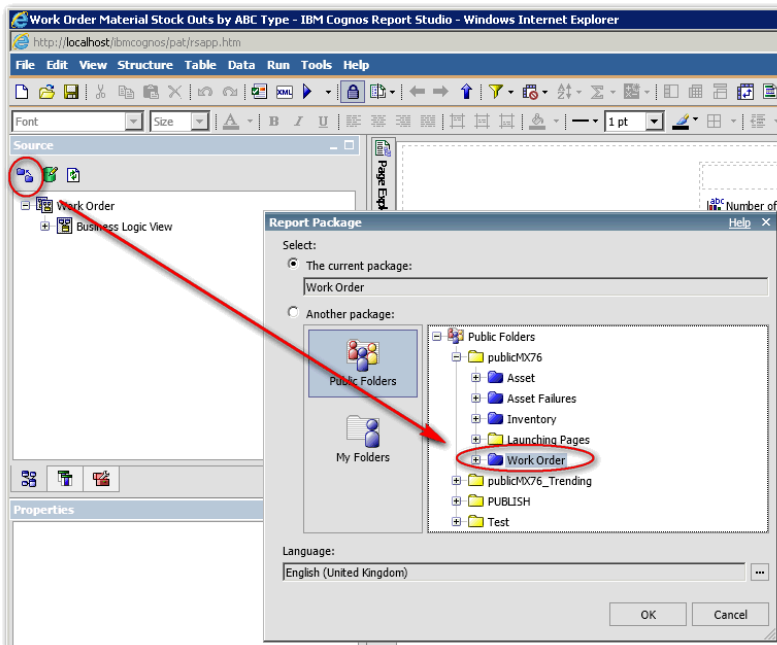 Work Order Material Stock Outs by ABC Type - IBM Cognos Report Studio - Windows Internet Explorer
http://localhost/ibmcognos/pat/rsapp.htm
File Edit View Structure Table Data Run Tools Help
Font Size A B I U 1 pt
Source
Work Order
Business Logic View
Page Expl
abc Number of
Report Package Help X
Select:
The current package:
Work Order
Another package:
Public Folders
My Folders
Public Folders
publicMX76
Asset
Asset Failures
Inventory
Launching Pages
Work Order
publicMX76_Trending
PUBLISH
Test
Properties
Language:
English (United Kingdom) ...
OK Cancel